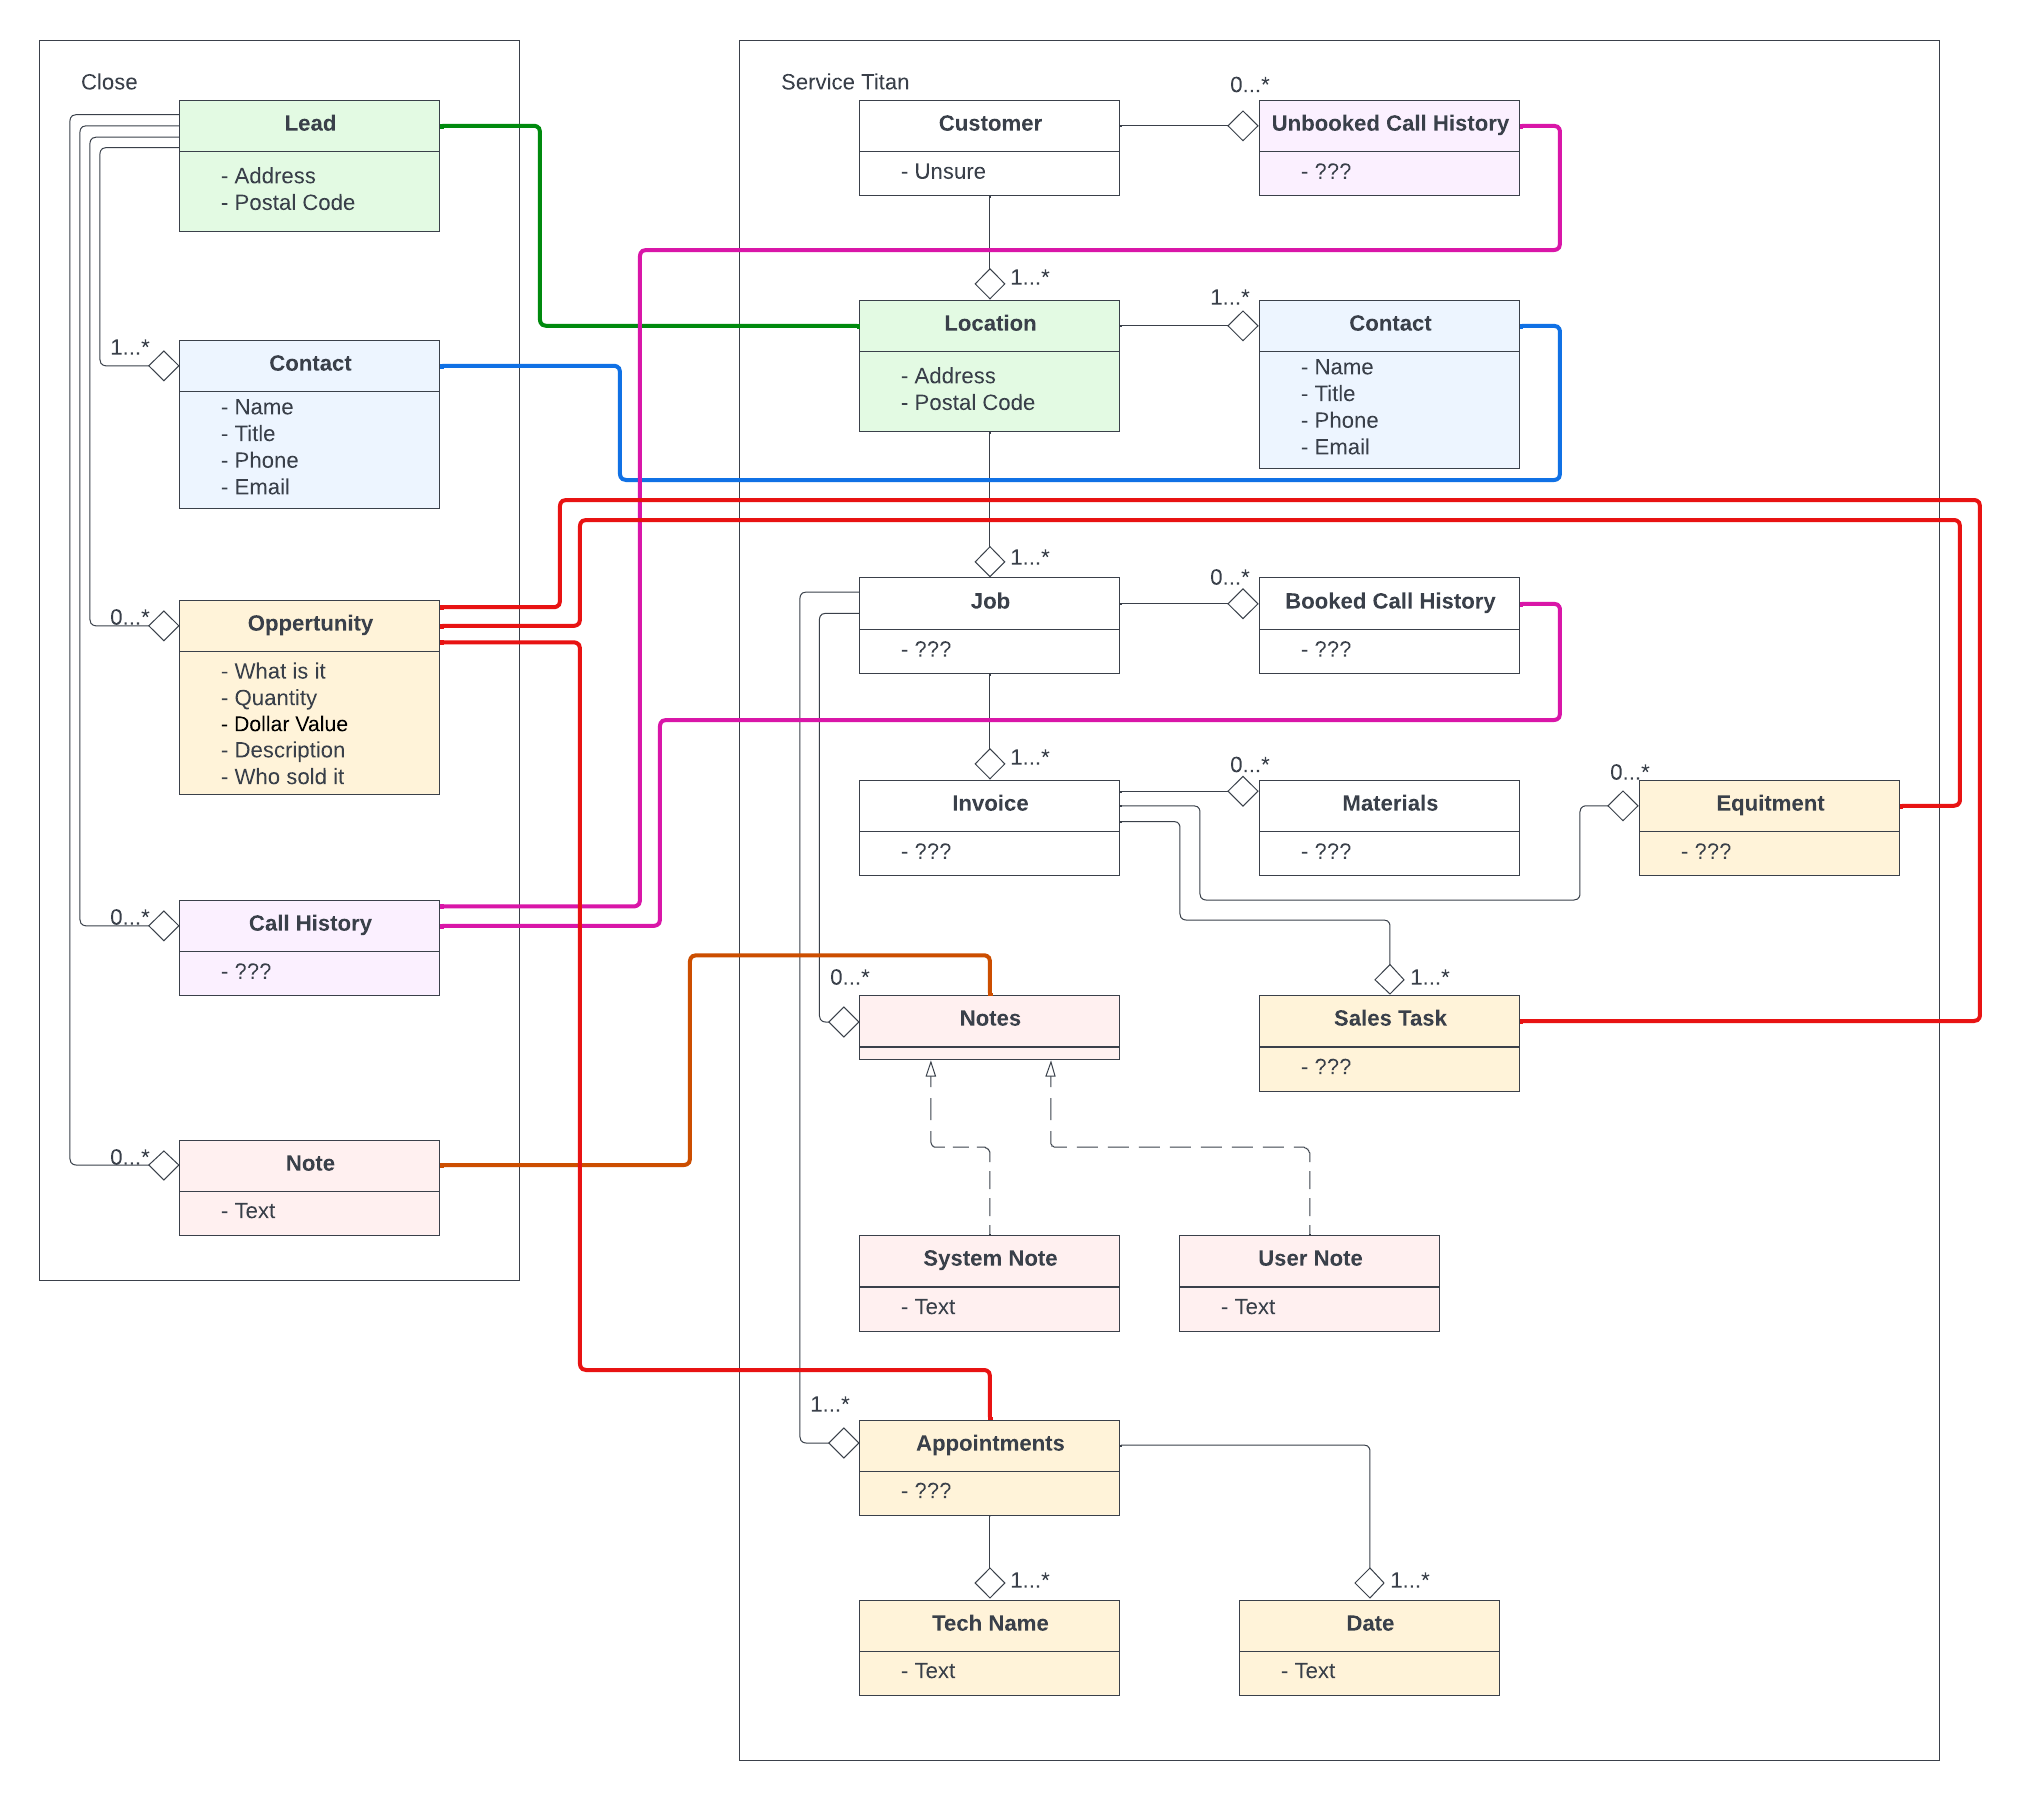 Close
Lead
- Address
- Postal Code
1...*
Contact
- Name
- Title
- Phone
- Email
0...*
Oppertunity
- What is it
- Quantity
- Dollar Value
- Description
- Who sold it
0...*
Call History
- ???
0...*
Note
- Text
Service Titan
Customer
- Unsure
0...*
Unbooked Call History
- ???
1...*
Location
- Address
- Postal Code
1...*
Contact
- Name
- Title
- Phone
- Email
1...*
Job
- ???
0...*
Booked Call History
- ???
1...*
Invoice
- ???
0...*
Materials
- ???
0...*
Equitment
- ???
0...*
Notes
1...*
Sales Task
- ???
System Note
- Text
User Note
- Text
1...*
Appointments
- ???
1...*
Tech Name
- Text
1...*
Date
- Text